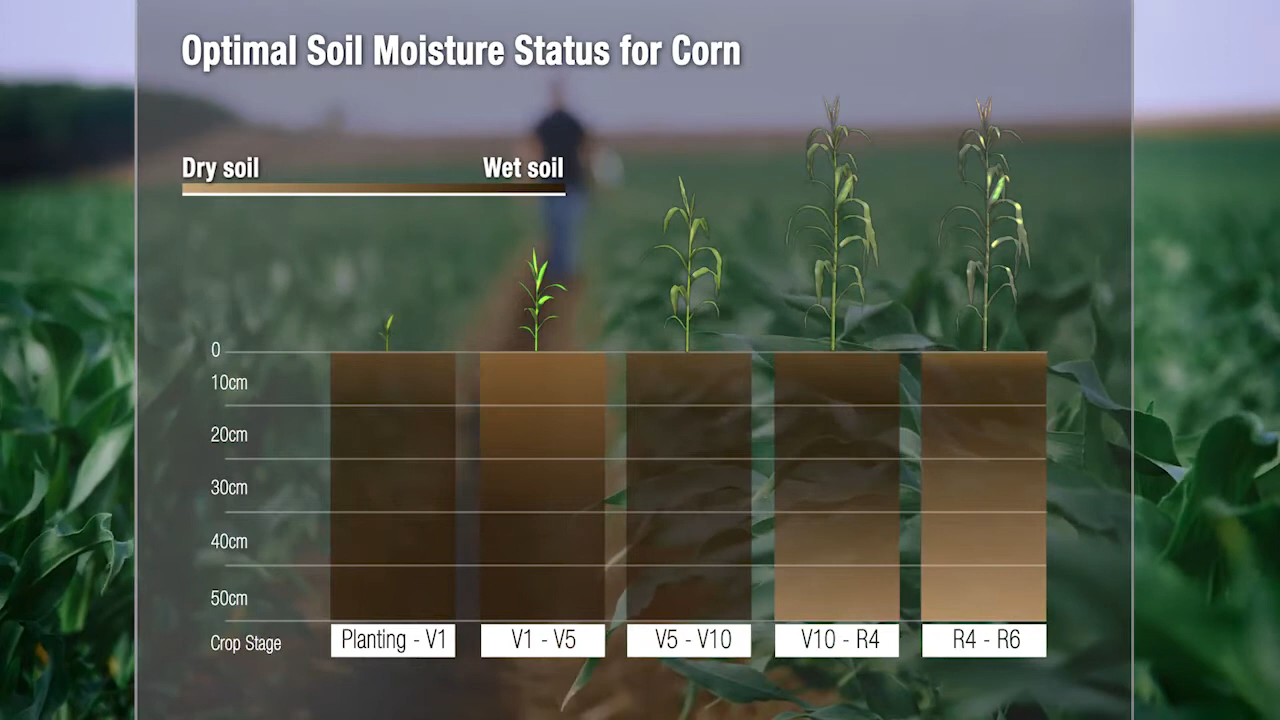 Optimal Soil Moisture Status for Corn
Dry soil
Wet soil
0
10cm
20cm
30cm
40cm
50cm
Crop Stage
Planting - V1
V1 - V5
V5 - V10
V10 - R4
R4 - R6